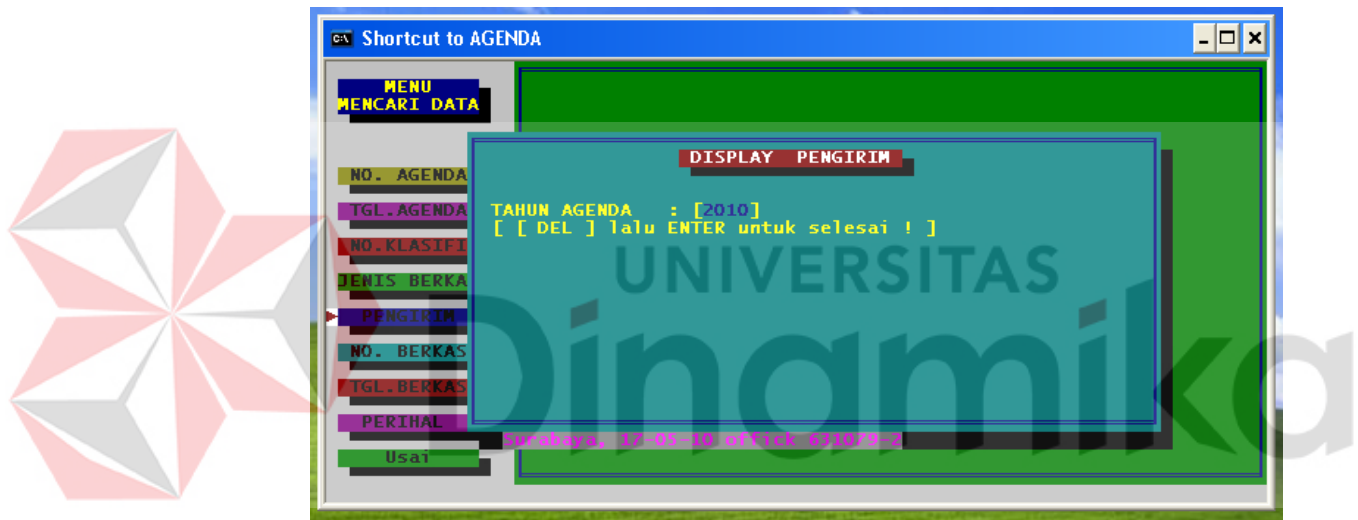 Shortcut to AGENDA
MENU
MENCARI DATA
NO. AGENDA
TGL.AGENDA
NO.KLASIFI
JENIS BERKA
PENGIRIM
NO. BERKAS
TGL.BERKAS
PERIHAL
Usai
DISPLAY PENGIRIM
TAHUN AGENDA : [2010]
[ [ DEL ] lalu ENTER untuk selesai ! ]
Surabaya, 17-05-10 offick 631079-2
UNIVERSITAS
Dinamika